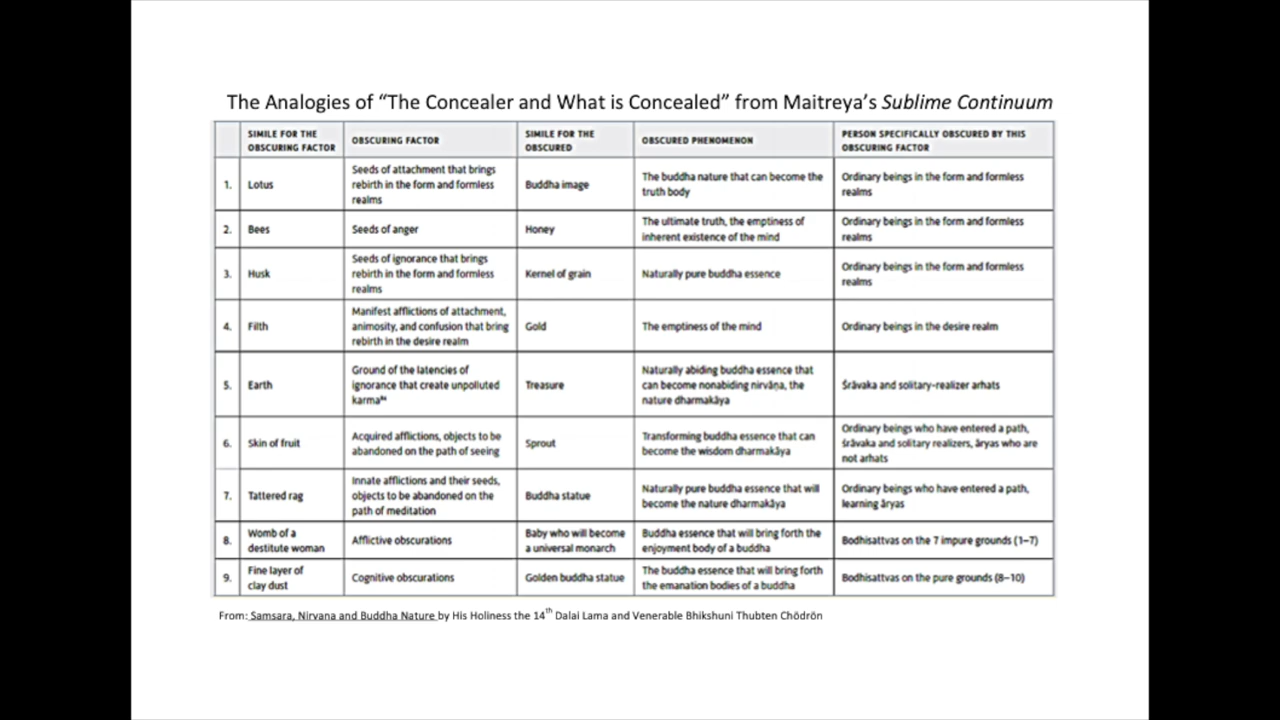 The Analogies of “The Concealer and What is Concealed” from Maitreya’s Sublime Continuum
SIMILE FOR THE OBSCURING FACTOR | OBSCURING FACTOR | SIMILE FOR THE OBSCURED | OBSCURED PHENOMENON | PERSON SPECIFICALLY OBSCURED BY THIS OBSCURING FACTOR
1. Lotus | Seeds of attachment that brings rebirth in the form and formless realms | Buddha image | The buddha nature that can become the truth body | Ordinary beings in the form and formless realms
2. Bees | Seeds of anger | Honey | The ultimate truth, the emptiness of inherent existence of the mind | Ordinary beings in the form and formless realms
3. Husk | Seeds of ignorance that brings rebirth in the form and formless realms | Kernel of grain | Naturally pure buddha essence | Ordinary beings in the form and formless realms
4. Filth | Manifest afflictions of attachment, animosity, and confusion that bring rebirth in the desire realm | Gold | The emptiness of the mind | Ordinary beings in the desire realm
5. Earth | Ground of the latencies of ignorance that create unpolluted karma | Treasure | Naturally abiding buddha essence that can become nonabiding nirvāṇa, the nature dharmakāya | Śrāvaka and solitary-realizer arhats
6. Skin of fruit | Acquired afflictions, objects to be abandoned on the path of seeing | Sprout | Transforming buddha essence that can become the wisdom dharmakāya | Ordinary beings who have entered a path, śrāvaka and solitary realizers, āryas who are not arhats
7. Tattered rag | Innate afflictions and their seeds, objects to be abandoned on the path of meditation | Buddha statue | Naturally pure buddha essence that will become the nature dharmakāya | Ordinary beings who have entered a path, learning āryas
8. Womb of a destitute woman | Afflictive obscurations | Baby who will become a universal monarch | Buddha essence that will bring forth the enjoyment body of a buddha | Bodhisattvas on the 7 impure grounds (1–7)
9. Fine layer of clay dust | Cognitive obscurations | Golden buddha statue | The buddha essence that will bring forth the emanation bodies of a buddha | Bodhisattvas on the pure grounds (8–10)
From: Samsara, Nirvana and Buddha Nature by His Holiness the 14th Dalai Lama and Venerable Bhikshuni Thubten Chödrön